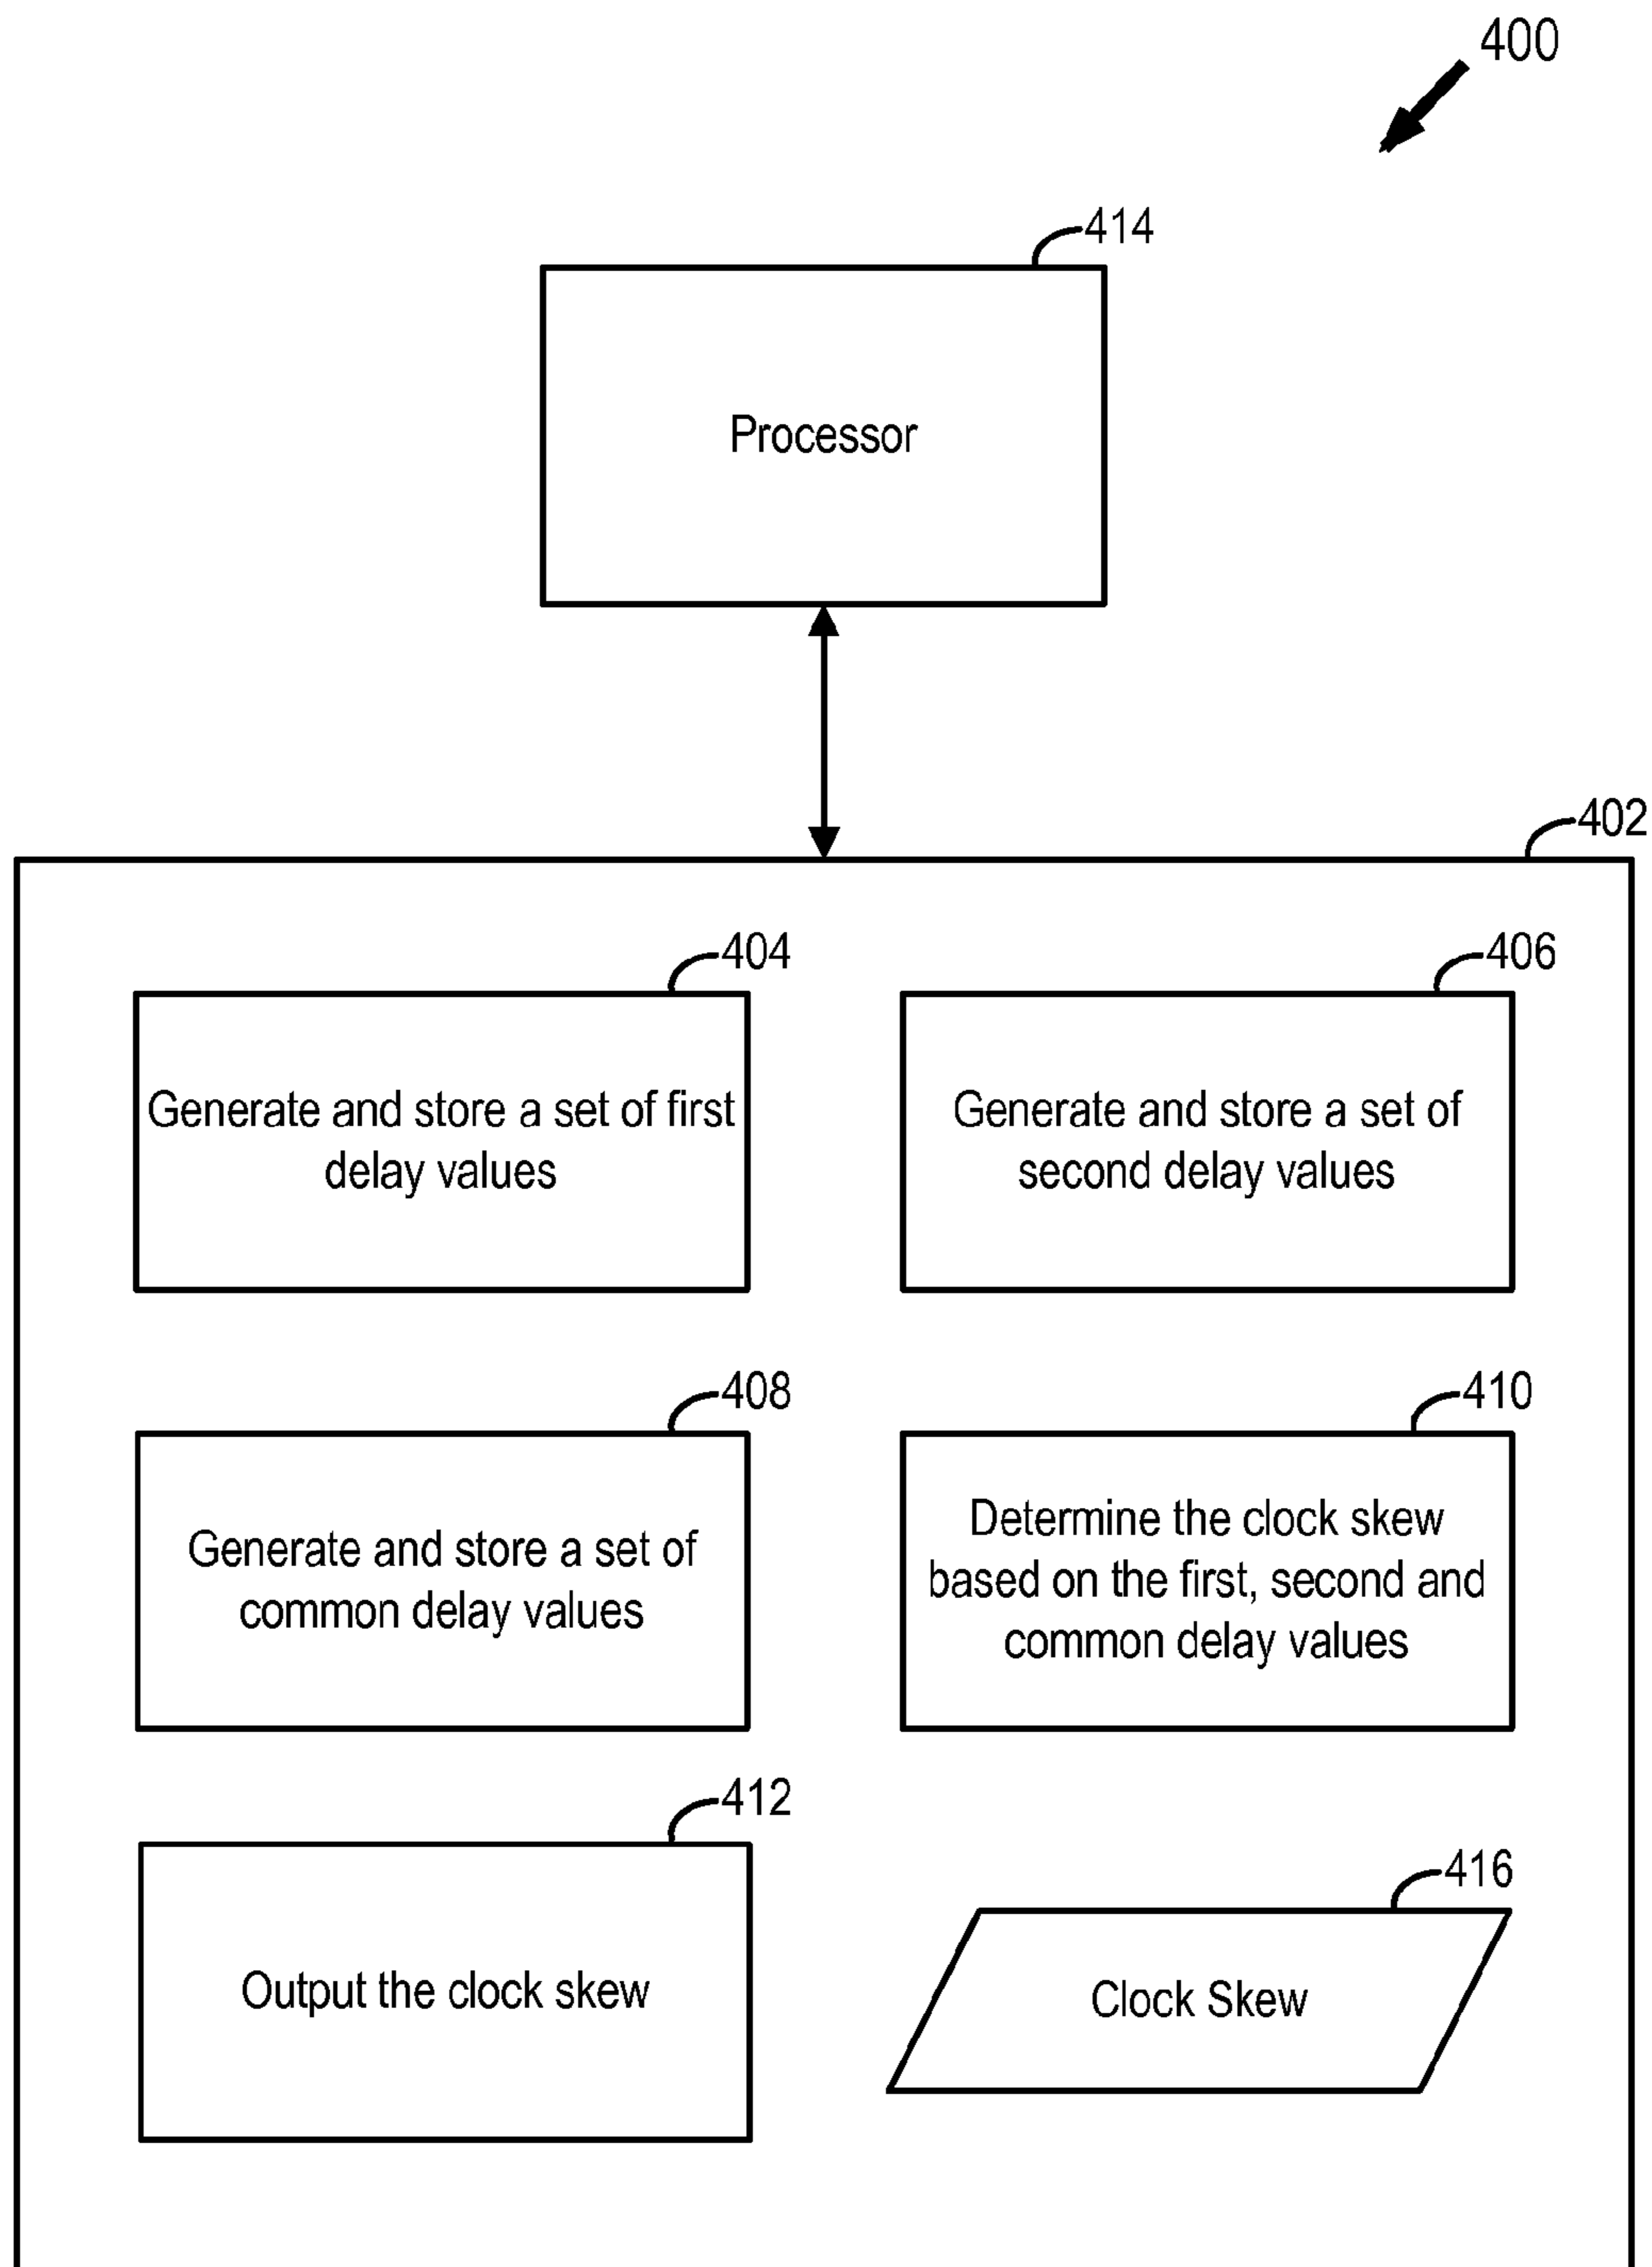 400
414
Processor
402
404
Generate and store a set of first
delay values
406
Generate and store a set of
second delay values
408
Generate and store a set of
common delay values
410
Determine the clock skew
based on the first, second and
common delay values
412
Output the clock skew
416
Clock Skew